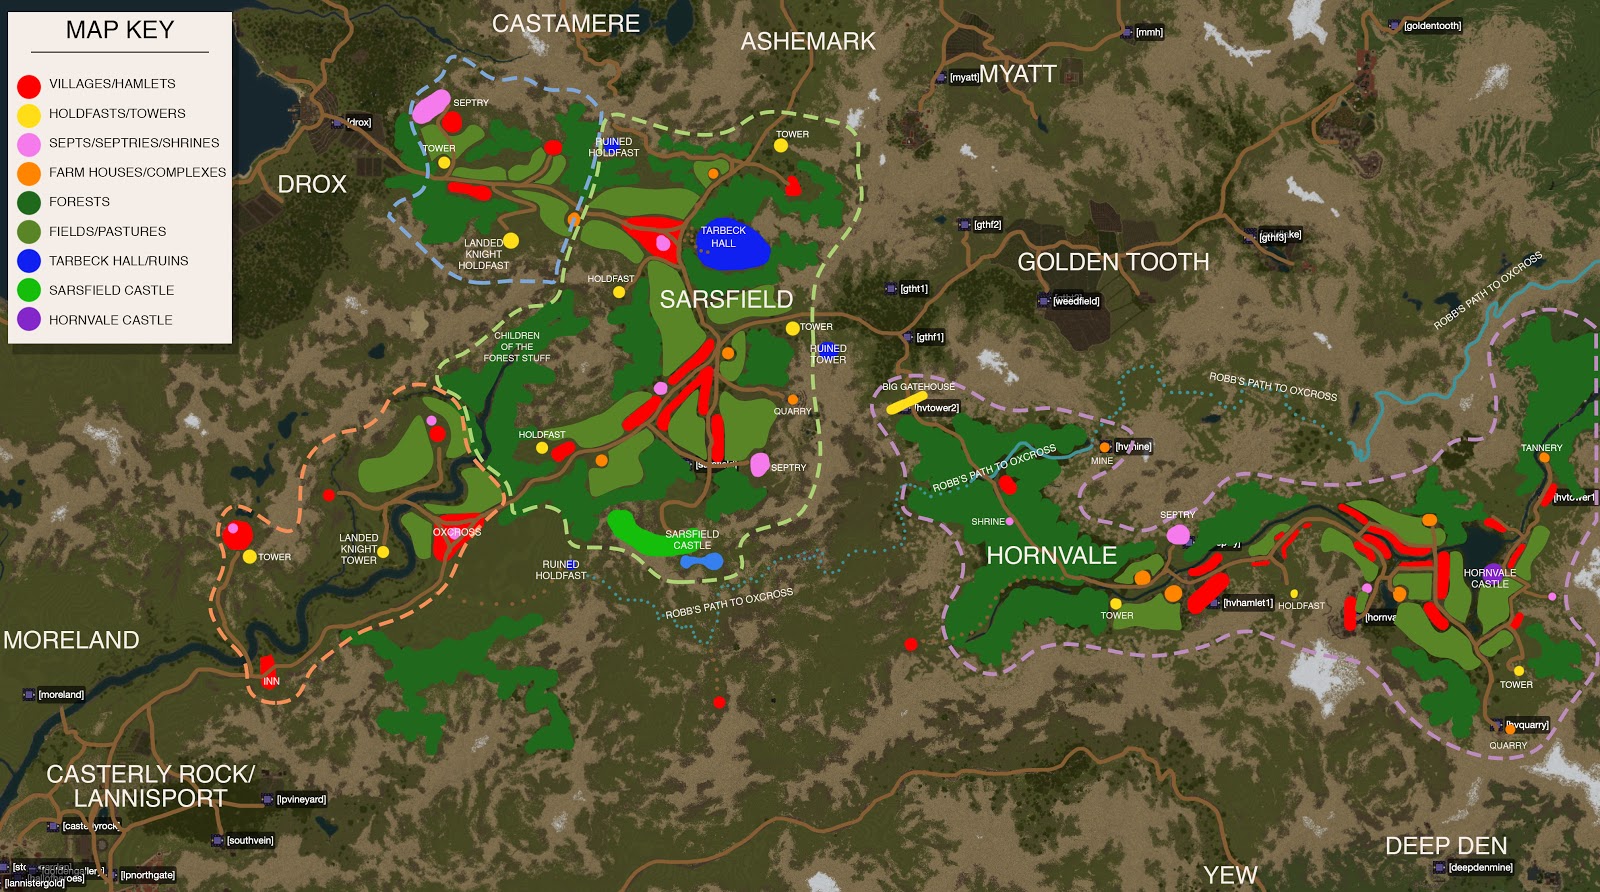 MAP KEY
VILLAGES/HAMLETS
HOLDFASTS/TOWERS
SEPTS/SEPTRIES/SHRINES
FARM HOUSES/COMPLEXES
FORESTS
FIELDS/PASTURES
TARBECK HALL/RUINS
SARSFIELD CASTLE
HORNVALE CASTLE
CASTAMERE
ASHEMARK
[mmh]
[goldentooth]
[myatt]
MYATT
SEPTRY
[drox]
TOWER
RUINED
HOLDFAST
TOWER
DROX
LANDED
KNIGHT
HOLDFAST
TARBECK
HALL
[gthf2]
[gthf3]
GOLDEN TOOTH
HOLDFAST
SARSFIELD
[gtht1]
[weedfield]
ROBB'S PATH TO OXCROSS
TOWER
RUINED
TOWER
[gthf1]
CHILDREN
OF THE
FOREST STUFF
BIG GATEHOUSE
[hvtower2]
ROBB'S PATH TO OXCROSS
QUARRY
HOLDFAST
SEPTRY
ROBB'S PATH TO OXCROSS
[hvmine]
MINE
TANNERY
[hvtower1
SHRINE
SEPTRY
OXCROSS
LANDED
KNIGHT
TOWER
TOWER
SARSFIELD
CASTLE
RUINED
HOLDFAST
HORNVALE
HORNVALE
CASTLE
ROBB'S PATH TO OXCROSS
TOWER
[hvhamlet1]
HOLDFAST
[hornva
MORELAND
INN
[moreland]
TOWER
[hvquarry]
QUARRY
CASTERLY ROCK/
LANNISPORT
[lpvineyard]
[casterlyrock]
[southvein]
[lpnorthgate]
[lannistergold]
DEEP DEN
[deepdenmine]
YEW